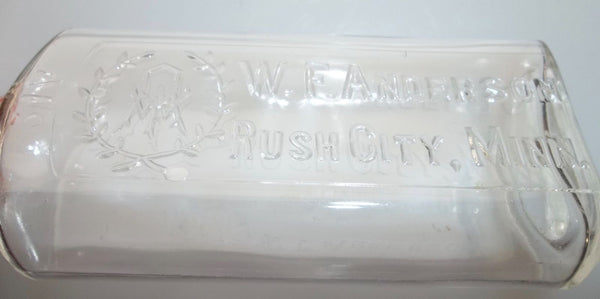 W. F. ANDERSON
RUSH CITY, MINN.